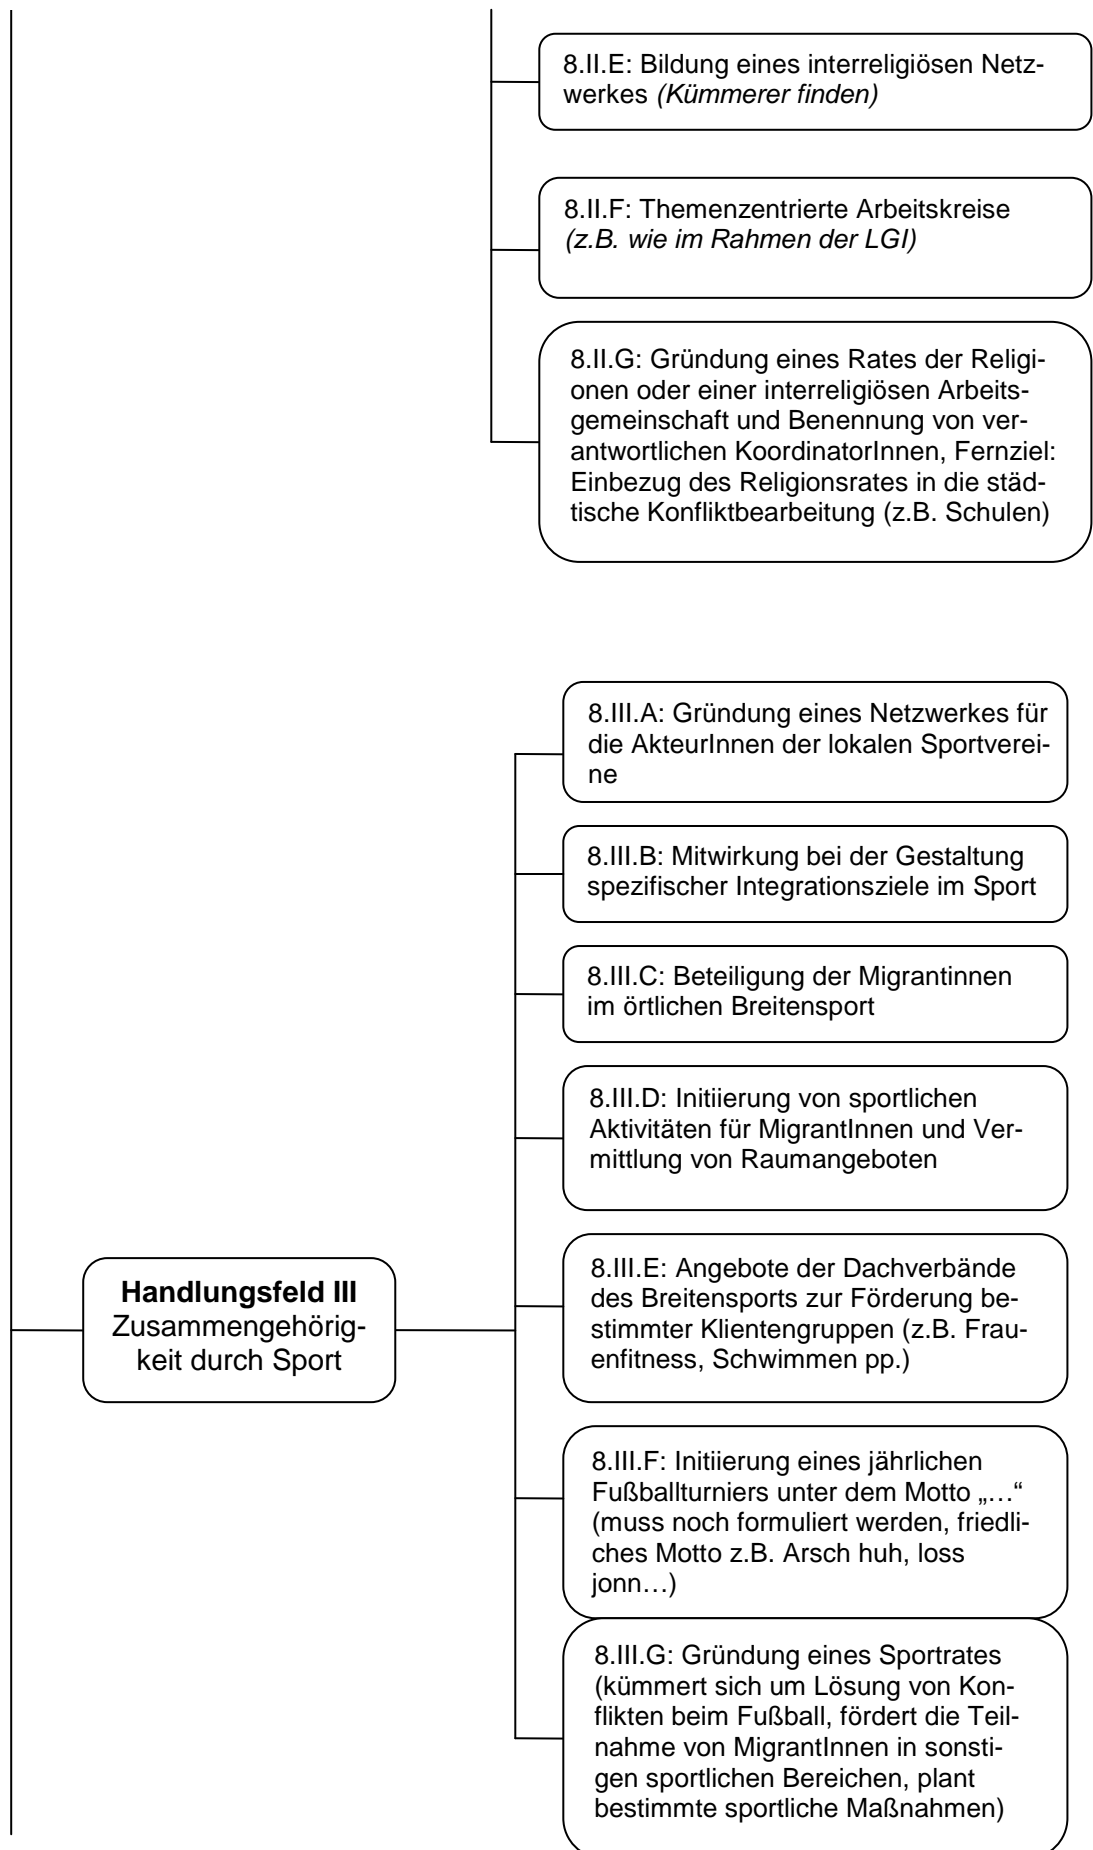 8.II.E: Bildung eines interreligiösen Netz-
werkes (Kümmerer finden)
8.II.F: Themenzentrierte Arbeitskreise
(z.B. wie im Rahmen der LGI)
8.II.G: Gründung eines Rates der Religi-
onen oder einer interreligiösen Arbeits-
gemeinschaft und Benennung von ver-
antwortlichen KoordinatorInnen, Fernziel:
Einbezug des Religionsrates in die städ-
tische Konfliktbearbeitung (z.B. Schulen)
Handlungsfeld III
Zusammengehörig-
keit durch Sport
8.III.A: Gründung eines Netzwerkes für
die AkteurInnen der lokalen Sportverei-
ne
8.III.B: Mitwirkung bei der Gestaltung
spezifischer Integrationsziele im Sport
8.III.C: Beteiligung der Migrantinnen
im örtlichen Breitensport
8.III.D: Initiierung von sportlichen
Aktivitäten für MigrantInnen und Ver-
mittlung von Raumangeboten
8.III.E: Angebote der Dachverbände
des Breitensports zur Förderung be-
stimmter Klientengruppen (z.B. Frau-
enfitness, Schwimmen pp.)
8.III.F: Initiierung eines jährlichen
Fußballturniers unter dem Motto „…“
(muss noch formuliert werden, friedli-
ches Motto z.B. Arsch huh, loss
jonn…)
8.III.G: Gründung eines Sportrates
(kümmert sich um Lösung von Kon-
flikten beim Fußball, fördert die Teil-
nahme von MigrantInnen in sonsti-
gen sportlichen Bereichen, plant
bestimmte sportliche Maßnahmen)